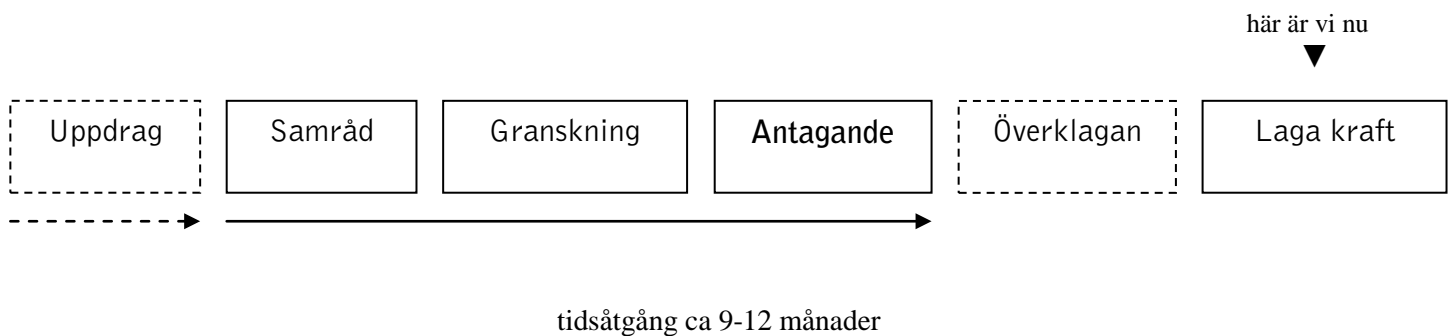 här är vi nu
Uppdrag
Samråd
Granskning
Antagande
Överklagan
Laga kraft
tidsåtgång ca 9-12 månader